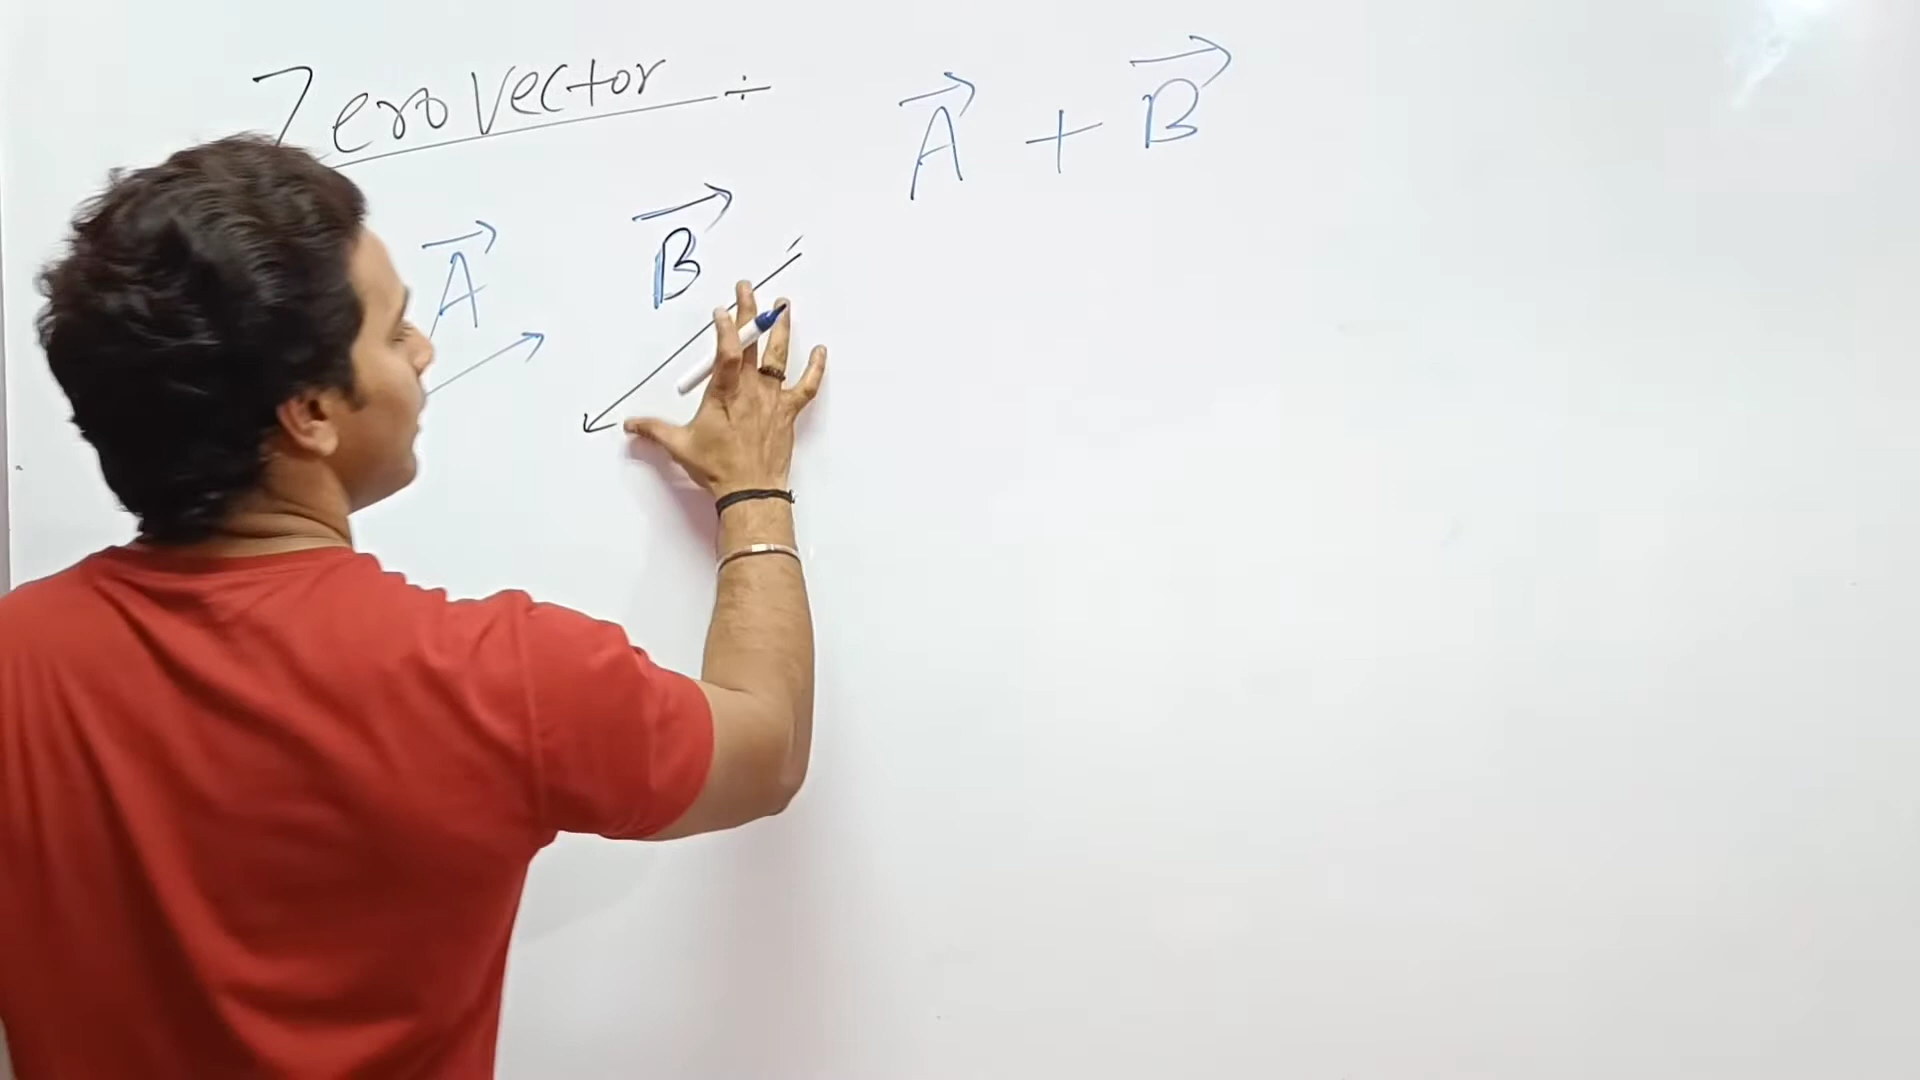 Zero Vector ÷
A⃗ + B⃗
A⃗ B⃗